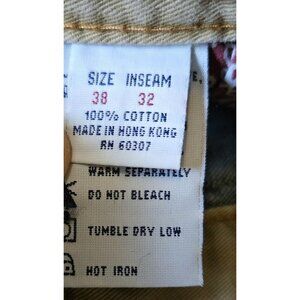 SIZE INSEAM
38 32
100% COTTON
MADE IN HONG KONG
RN 60307
WARM SEPARATELY
DO NOT BLEACH
TUMBLE DRY LOW
HOT IRON